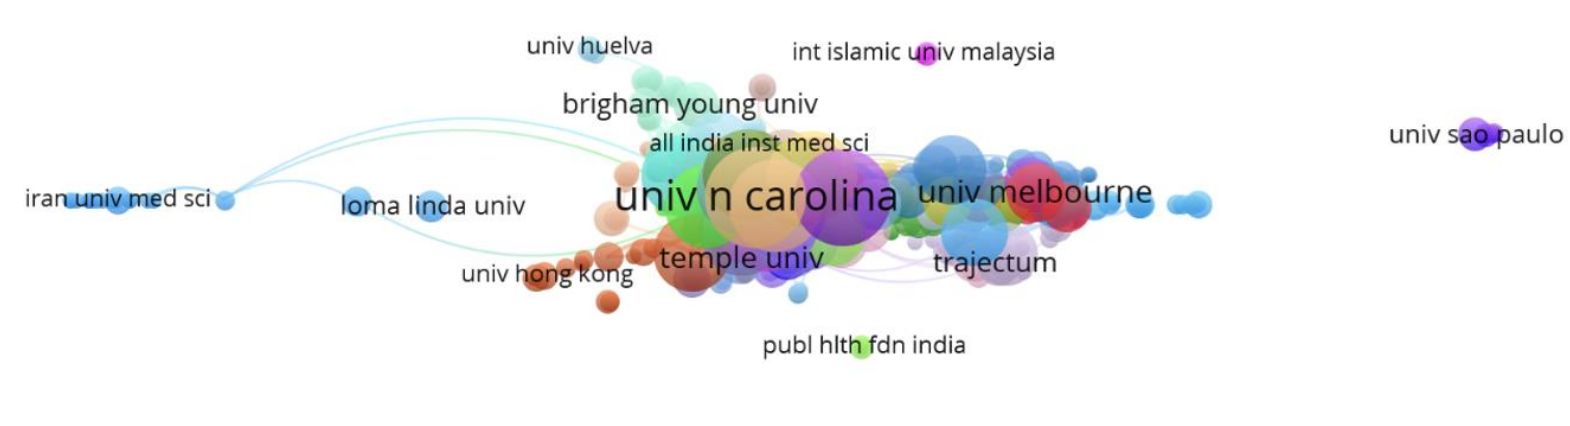 univ huelva
int islamic univ malaysia
brigham young univ
univ sao paulo
all india inst med sci
iran univ med sci
loma linda univ
univ n carolina
univ melbourne
univ hong kong
temple univ
trajectum
publ hlth fdn india